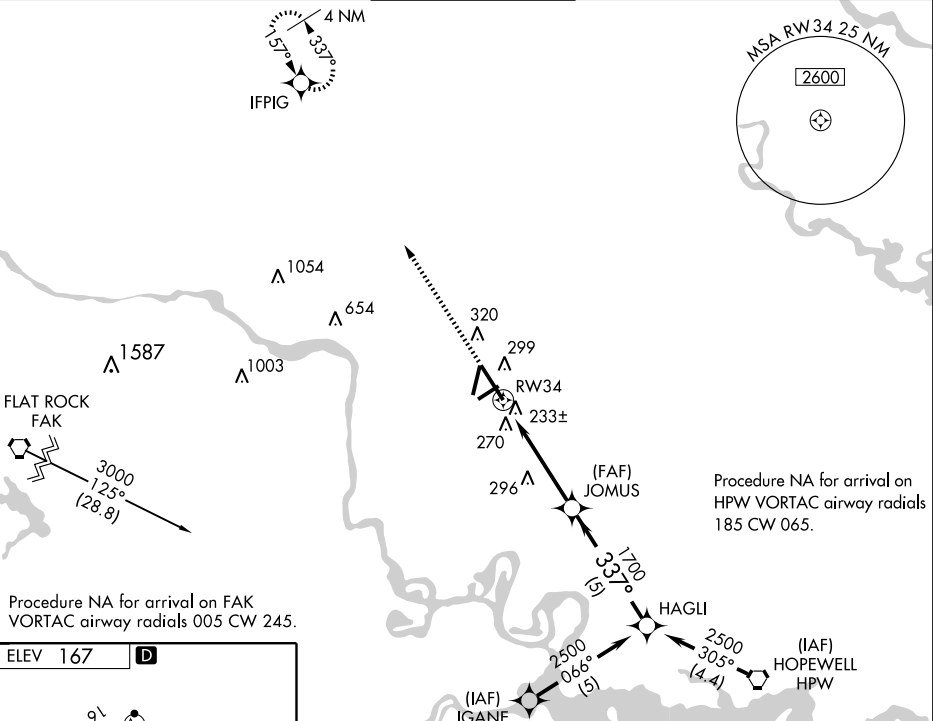 4 NM
157°
337°
IFPIG
MSA RW34 25 NM
2600
1054
654
320
1587
1003
299
RW34
233±
270
FLAT ROCK
FAK
3000
125°
(28.8)
296
(FAF)
JOMUS
Procedure NA for arrival on
HPW VORTAC airway radials
185 CW 065.
1700
337°
(5)
Procedure NA for arrival on FAK
VORTAC airway radials 005 CW 245.
HAGLI
ELEV 167
D
2500
066°
(5)
2500
305°
(4.4)
(IAF)
HOPEWELL
HPW
(IAF)
IGANE
16